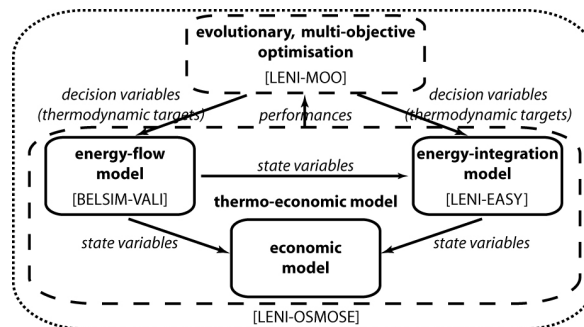 evolutionary, multi-objective
optimisation
[LENI-MOO]
decision variables
(thermodynamic targets)
performances
decision variables
(thermodynamic targets)
energy-flow
model
[BELSIM-VALI]
state variables
energy-integration
model
[LENI-EASY]
thermo-economic model
state variables
economic
model
state variables
[LENI-OSMOSE]